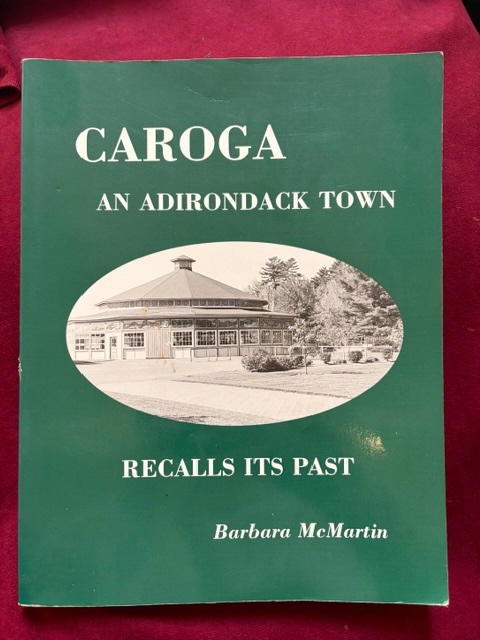 CAROGA
AN ADIRONDACK TOWN
RECALLS ITS PAST
Barbara McMartin